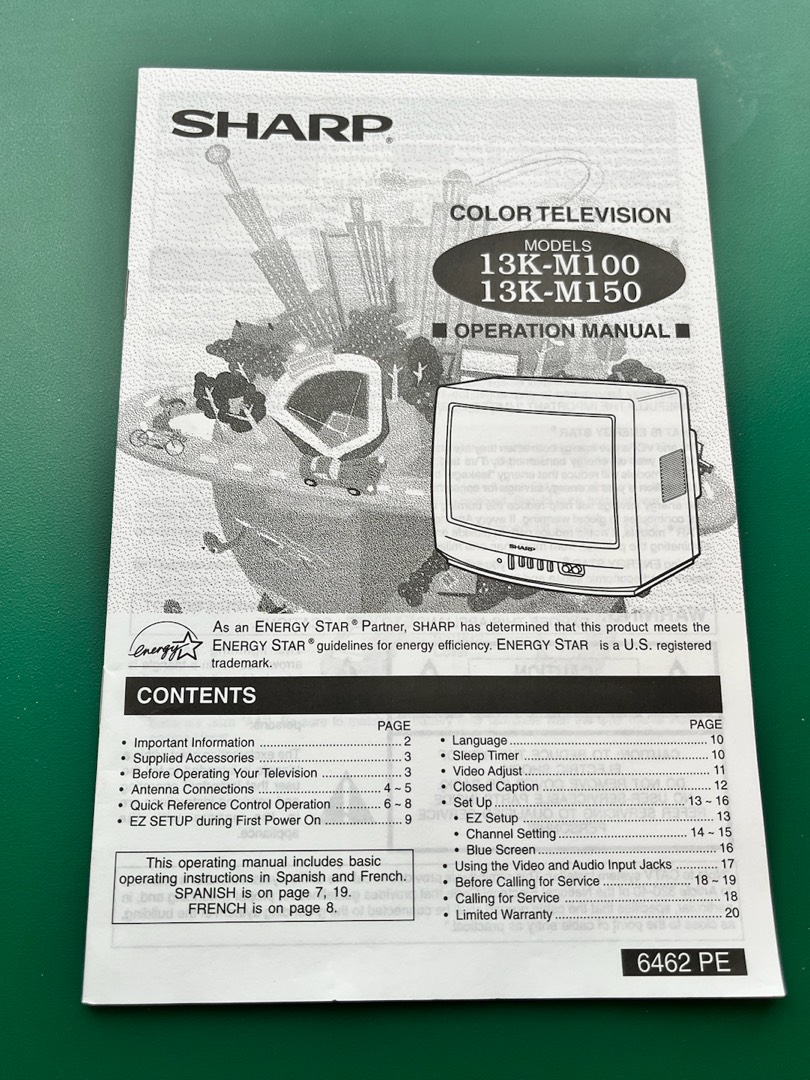 SHARP®
COLOR TELEVISION
MODELS
13K-M100
13K-M150
■ OPERATION MANUAL ■
SHARP
energy
As an ENERGY STAR® Partner, SHARP has determined that this product meets the
ENERGY STAR® guidelines for energy efficiency. ENERGY STAR is a U.S. registered
trademark.
CONTENTS
PAGE
• Important Information ........ 2
• Supplied Accessories ........ 3
• Before Operating Your Television ........ 3
• Antenna Connections ........ 4 ~ 5
• Quick Reference Control Operation ........ 6 ~ 8
• EZ SETUP during First Power On ........ 9
This operating manual includes basic
operating instructions in Spanish and French.
SPANISH is on page 7, 19.
FRENCH is on page 8.
PAGE
• Language ........ 10
• Sleep Timer ........ 10
• Video Adjust ........ 11
• Closed Caption ........ 12
• Set Up ........ 13 ~ 16
• EZ Setup ........ 13
• Channel Setting ........ 14 ~ 15
• Blue Screen ........ 16
• Using the Video and Audio Input Jacks ........ 17
• Before Calling for Service ........ 18 ~ 19
• Calling for Service ........ 18
• Limited Warranty ........ 20
6462 PE